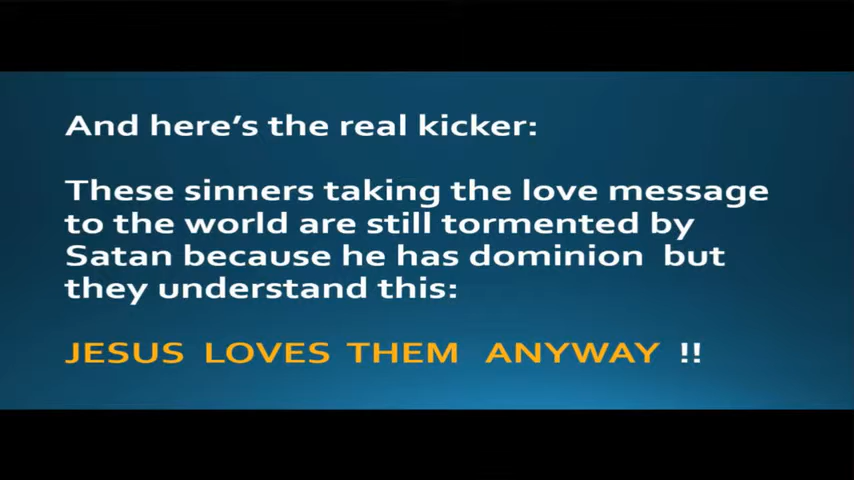 And here's the real kicker:
These sinners taking the love message
to the world are still tormented by
Satan because he has dominion but
they understand this:
JESUS LOVES THEM ANYWAY !!